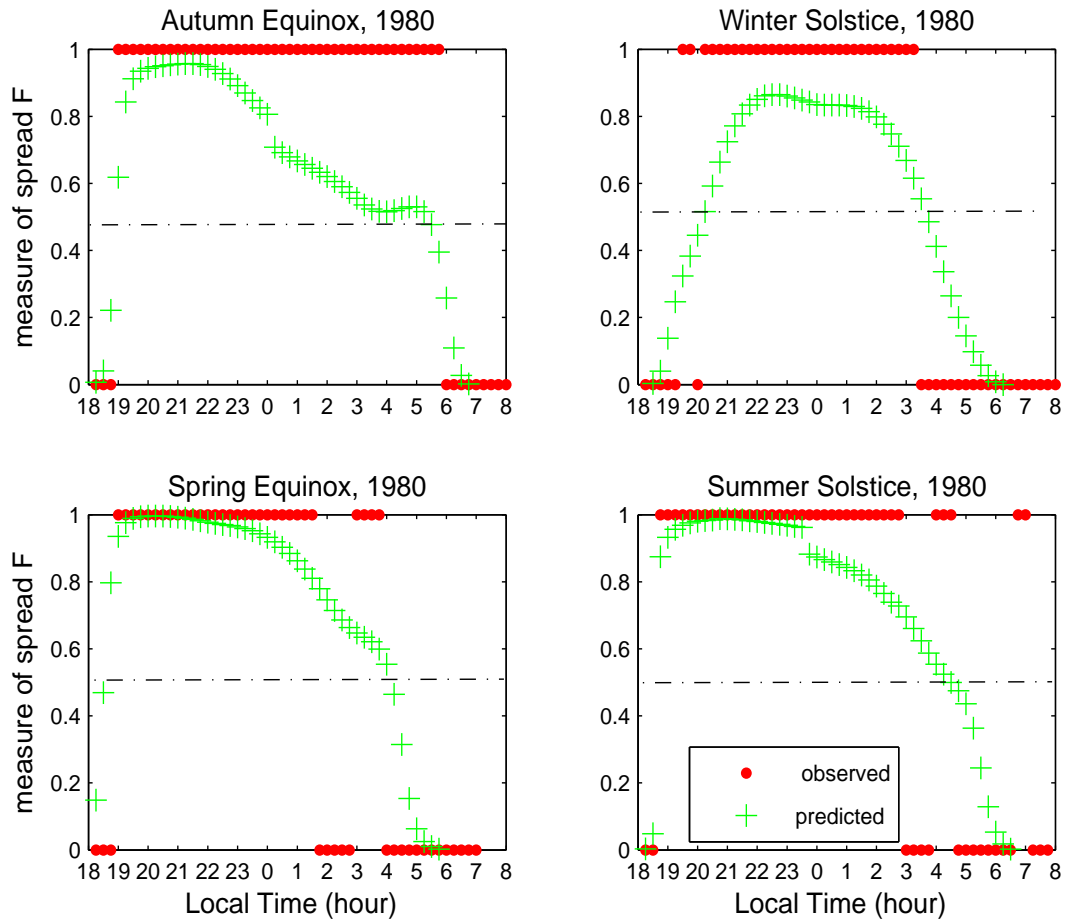 Autumn Equinox, 1980
measure of spread F
1
0.8
0.6
0.4
0.2
0
18 19 20 21 22 23 0 1 2 3 4 5 6 7 8
Winter Solstice, 1980
1
0.8
0.6
0.4
0.2
0
18 19 20 21 22 23 0 1 2 3 4 5 6 7 8
Spring Equinox, 1980
measure of spread F
1
0.8
0.6
0.4
0.2
0
18 19 20 21 22 23 0 1 2 3 4 5 6 7 8
Local Time (hour)
Summer Solstice, 1980
1
0.8
0.6
0.4
0.2
0
observed
predicted
18 19 20 21 22 23 0 1 2 3 4 5 6 7 8
Local Time (hour)